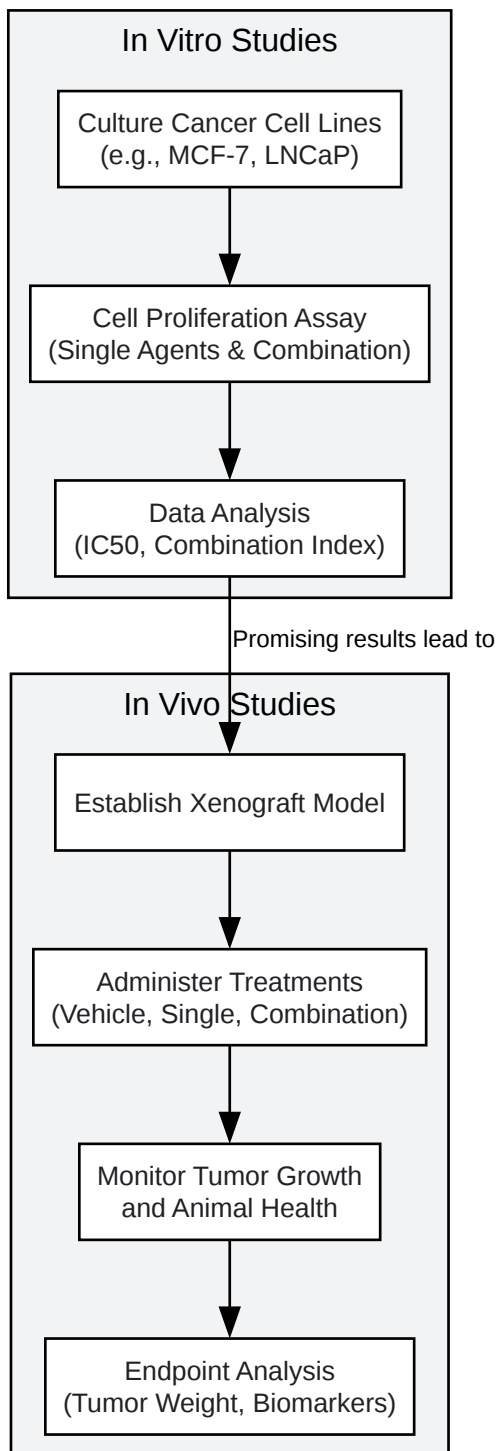 In Vitro Studies
Culture Cancer Cell Lines
(e.g., MCF-7, LNCaP)
Cell Proliferation Assay
(Single Agents & Combination)
Data Analysis
(IC50, Combination Index)
Promising results lead to
In Vivo Studies
Establish Xenograft Model
Administer Treatments
(Vehicle, Single, Combination)
Monitor Tumor Growth
and Animal Health
Endpoint Analysis
(Tumor Weight, Biomarkers)